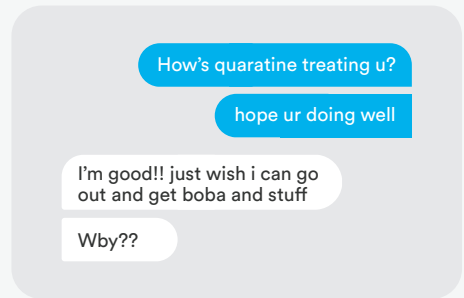 How's quaratine treating u?
hope ur doing well
I'm good!! just wish i can go
out and get boba and stuff
Wby??